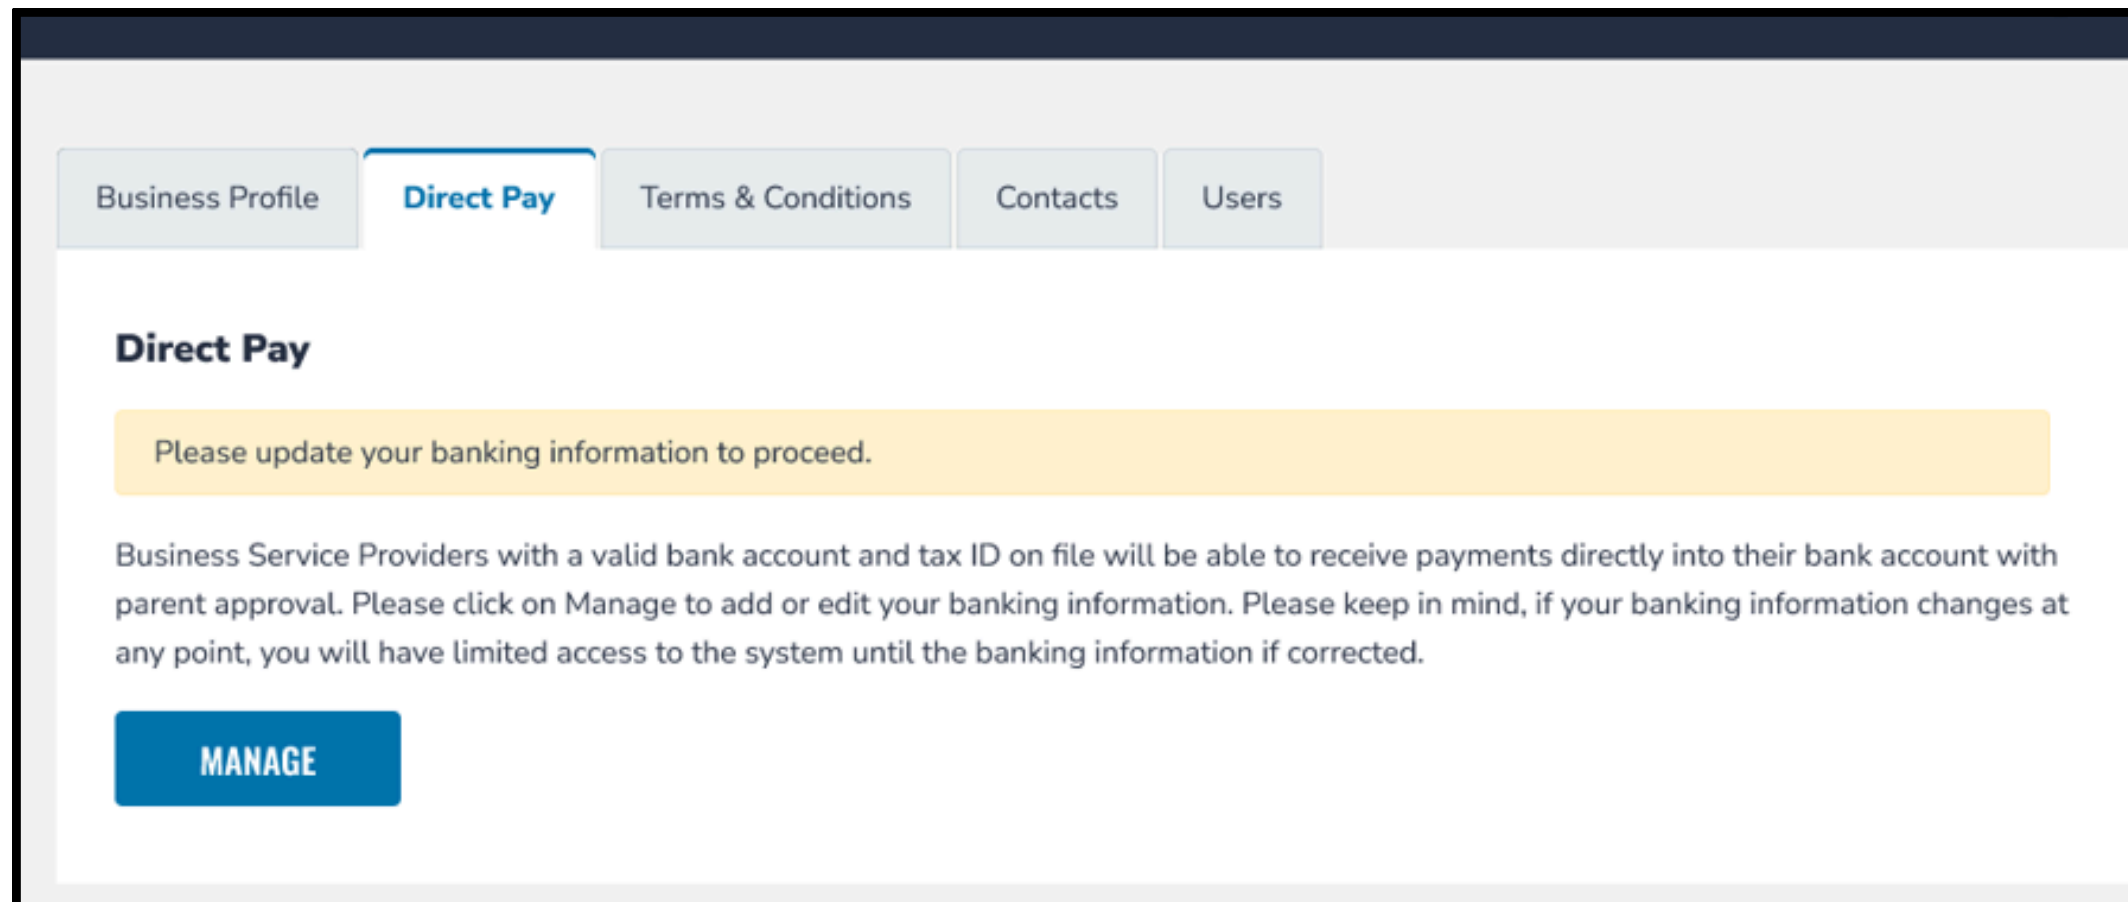 Business Profile Direct Pay Terms & Conditions Contacts Users
Direct Pay
Please update your banking information to proceed.
Business Service Providers with a valid bank account and tax ID on file will be able to receive payments directly into their bank account with
parent approval. Please click on Manage to add or edit your banking information. Please keep in mind, if your banking information changes at
any point, you will have limited access to the system until the banking information if corrected.
MANAGE